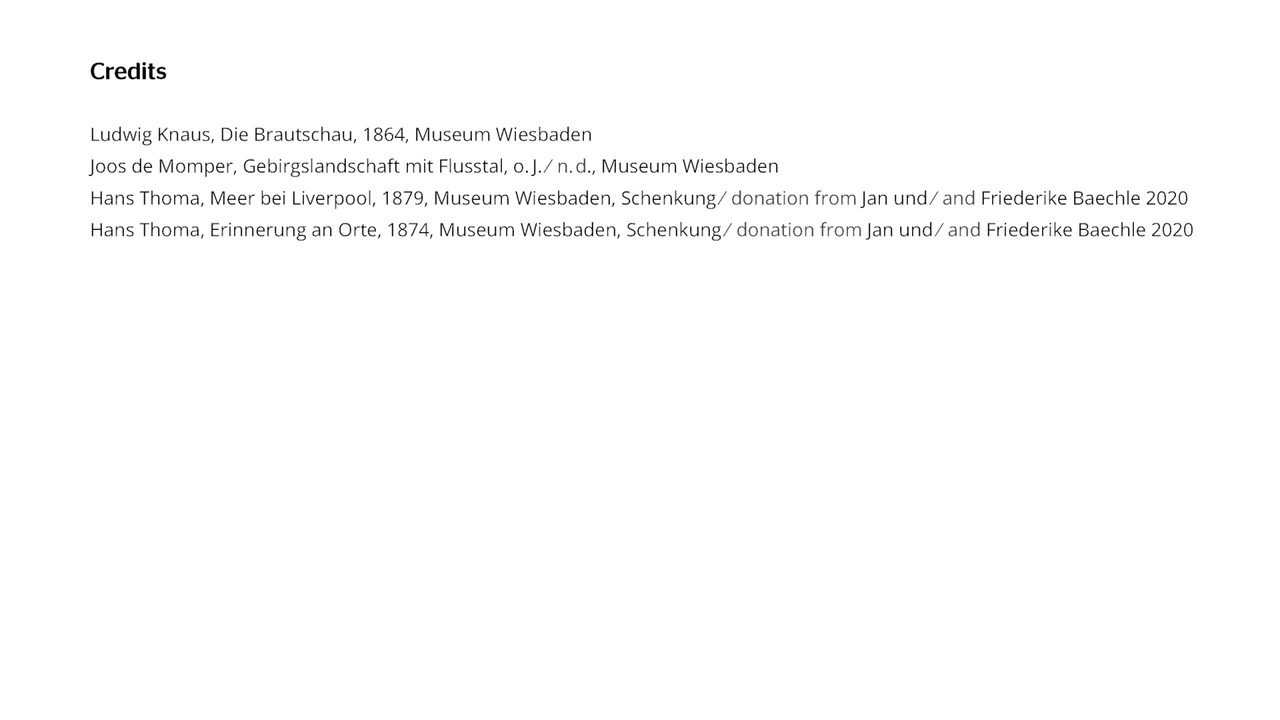 Credits
Ludwig Knaus, Die Brautschau, 1864, Museum Wiesbaden
Joos de Momper, Gebirgslandschaft mit Flusstal, o. J. / n. d., Museum Wiesbaden
Hans Thoma, Meer bei Liverpool, 1879, Museum Wiesbaden, Schenkung / donation from Jan und / and Friederike Baechle 2020
Hans Thoma, Erinnerung an Orte, 1874, Museum Wiesbaden, Schenkung / donation from Jan und / and Friederike Baechle 2020